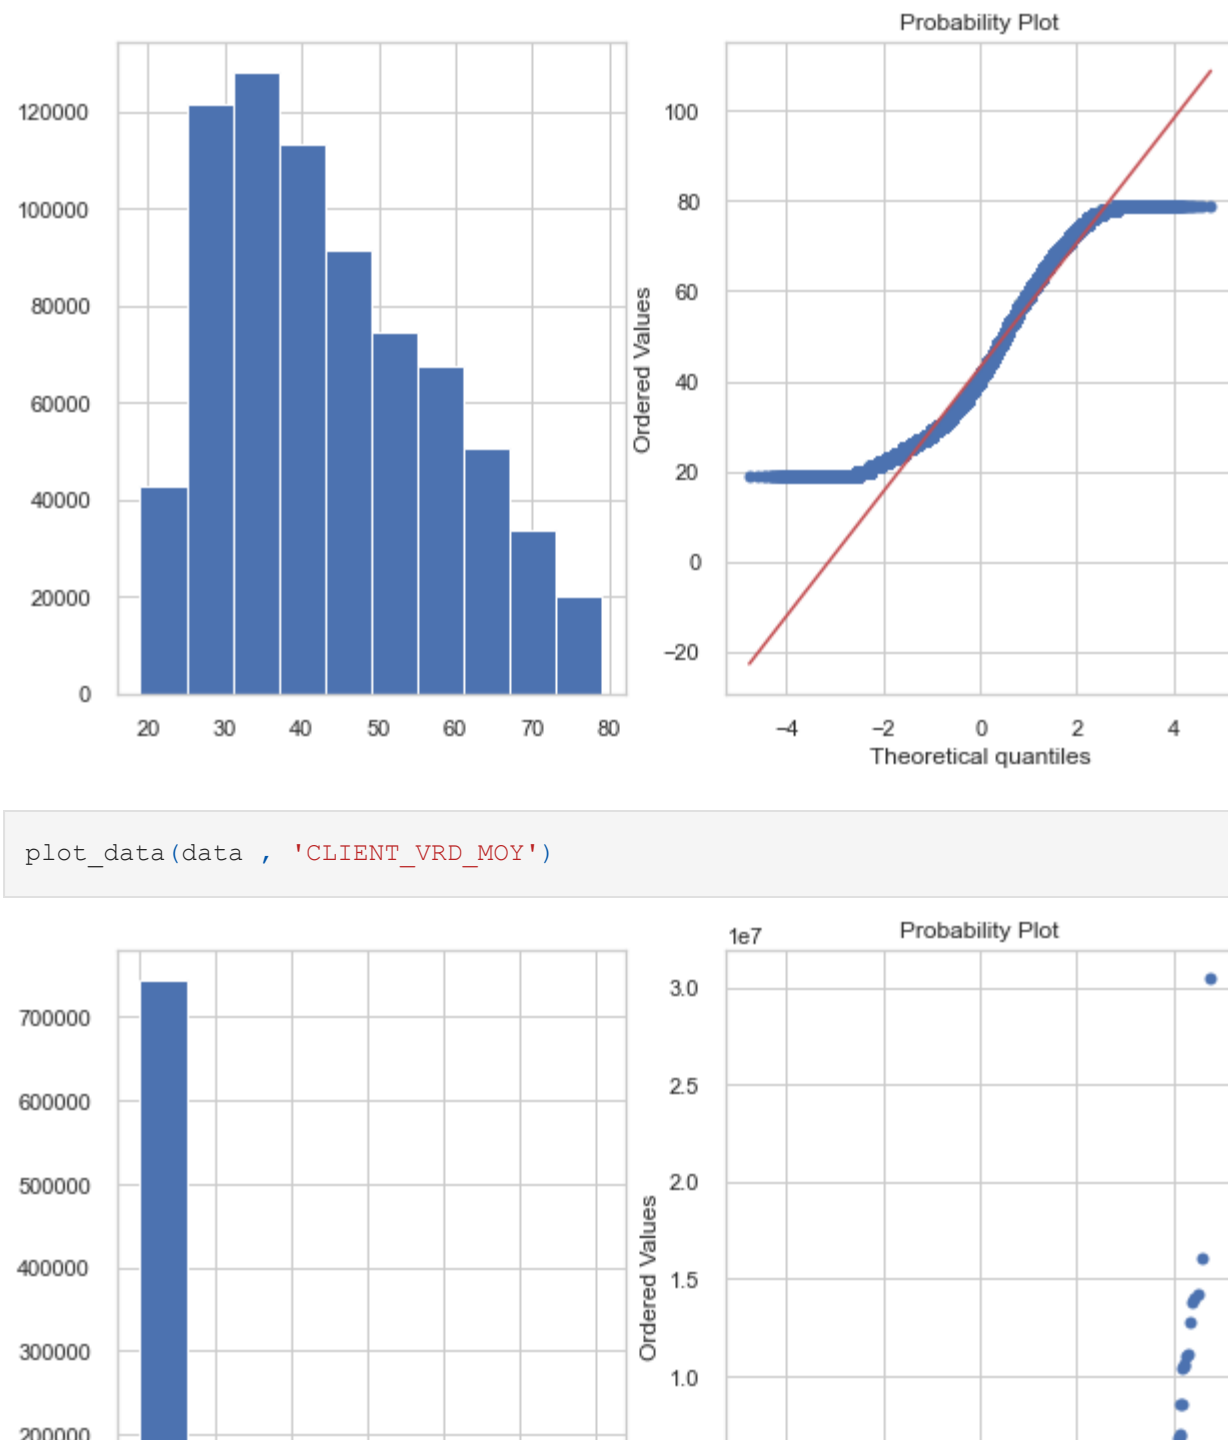 Probability Plot
120000
100000
80000
60000
40000
20000
0
20 30 40 50 60 70 80
Ordered Values
100
80
60
40
20
0
−20
−4 −2 0 2 4
Theoretical quantiles
plot_data(data , 'CLIENT_VRD_MOY')
Probability Plot
1e7
700000
600000
500000
400000
300000
200000
Ordered Values
3.0
2.5
2.0
1.5
1.0